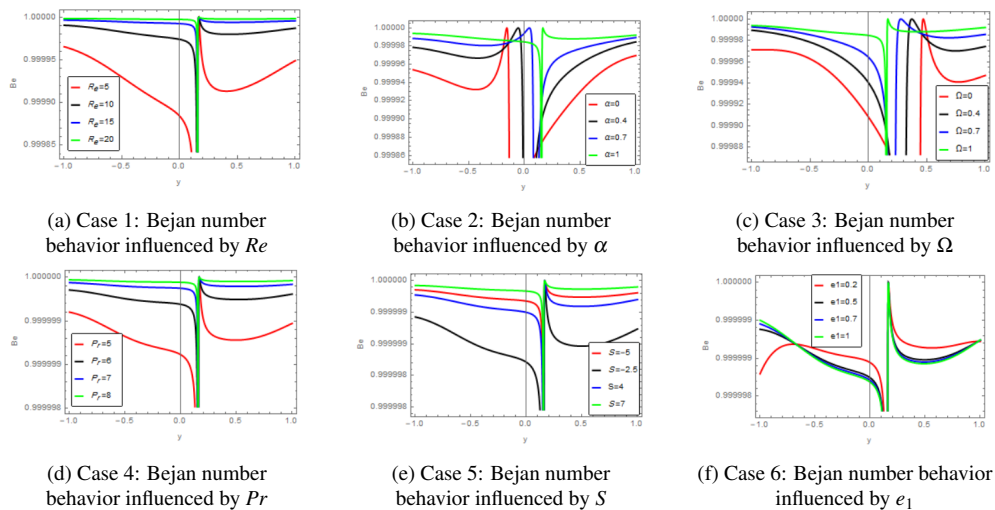 1.00000
0.99995
0.99990
0.99985
Be
-1.0
-0.5
0.0
0.5
1.0
y
Re=5
Re=10
Re=15
Re=20
(a) Case 1: Bejan number
behavior influenced by Re
1.00000
0.99998
0.99996
0.99994
0.99992
0.99990
0.99988
0.99986
Be
-1.0
-0.5
0.0
0.5
1.0
y
α=0
α=0.4
α=0.7
α=1
(b) Case 2: Bejan number
behavior influenced by α
1.00000
0.99998
0.99996
0.99994
0.99992
0.99990
0.99988
Be
-1.0
-0.5
0.0
0.5
1.0
y
Ω=0
Ω=0.4
Ω=0.7
Ω=1
(c) Case 3: Bejan number
behavior influenced by Ω
1.000000
0.999999
0.999999
0.999998
Be
-1.0
-0.5
0.0
0.5
1.0
y
Pr=5
Pr=6
Pr=7
Pr=8
(d) Case 4: Bejan number
behavior influenced by Pr
1.000000
0.999999
0.999999
0.999998
Be
-1.0
-0.5
0.0
0.5
1.0
y
S=-5
S=-2.5
S=4
S=7
(e) Case 5: Bejan number
behavior influenced by S
1.000000
0.999999
0.999999
0.999998
Be
-1.0
-0.5
0.0
0.5
1.0
y
e1=0.2
e1=0.5
e1=0.7
e1=1
(f) Case 6: Bejan number behavior
influenced by e₁